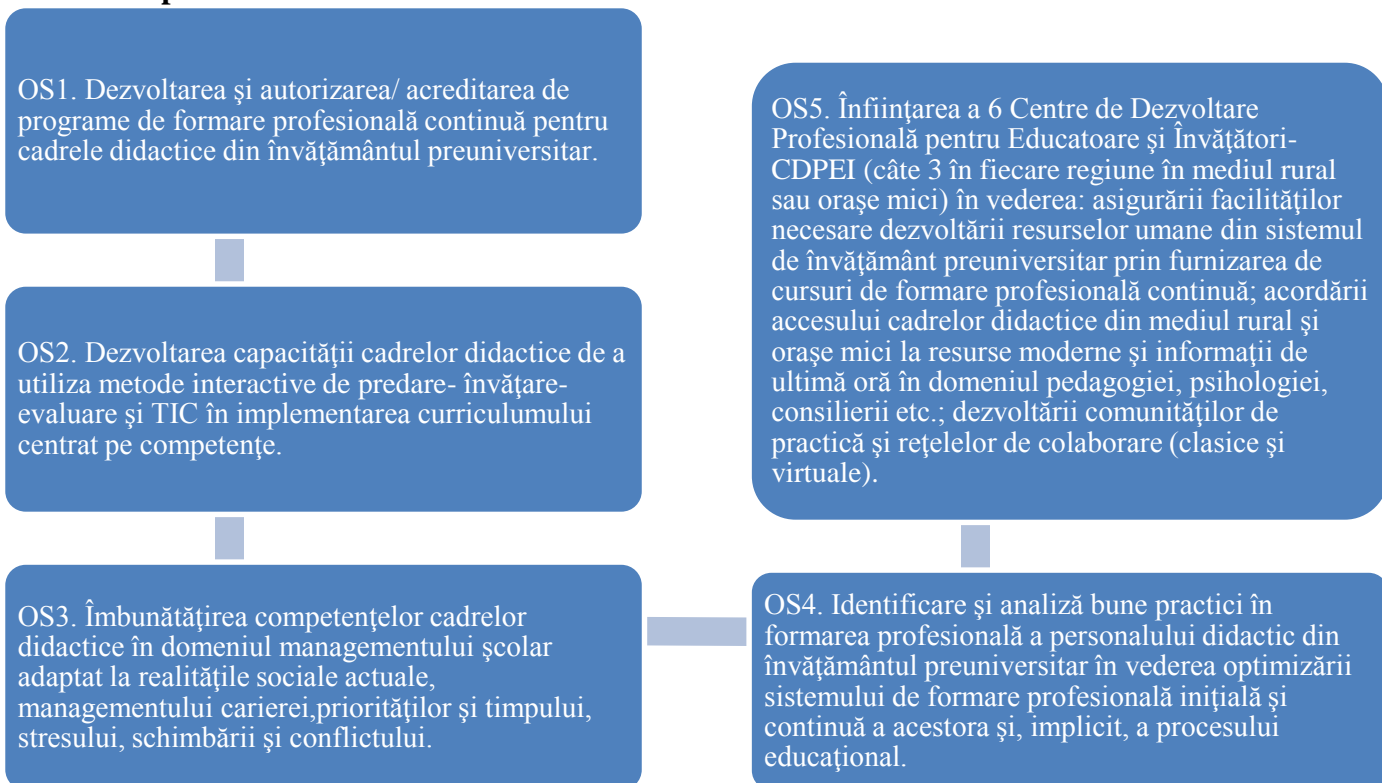 OS1. Dezvoltarea şi autorizarea/ acreditarea de
programe de formare profesională continuă pentru
cadrele didactice din învăţământul preuniversitar.
OS2. Dezvoltarea capacităţii cadrelor didactice de a
utiliza metode interactive de predare- învăţare-
evaluare şi TIC în implementarea curriculumului
centrat pe competenţe.
OS3. Îmbunătăţirea competenţelor cadrelor
didactice în domeniul managementului şcolar
adaptat la realităţile sociale actuale,
managementului carierei,priorităţilor şi timpului,
stresului, schimbării şi conflictului.
OS4. Identificare şi analiză bune practici în
formarea profesională a personalului didactic din
învăţământul preuniversitar în vederea optimizării
sistemului de formare profesională iniţială şi
continuă a acestora şi, implicit, a procesului
educaţional.
OS5. Înfiinţarea a 6 Centre de Dezvoltare
Profesională pentru Educatoare şi Învăţători-
CDPEI (câte 3 în fiecare regiune în mediul rural
sau oraşe mici) în vederea: asigurării facilităţilor
necesare dezvoltării resurselor umane din sistemul
de învăţământ preuniversitar prin furnizarea de
cursuri de formare profesională continuă; acordării
accesului cadrelor didactice din mediul rural şi
oraşe mici la resurse moderne şi informaţii de
ultimă oră în domeniul pedagogiei, psihologiei,
consilierii etc.; dezvoltării comunităţilor de
practică şi reţelelor de colaborare (clasice şi
virtuale).